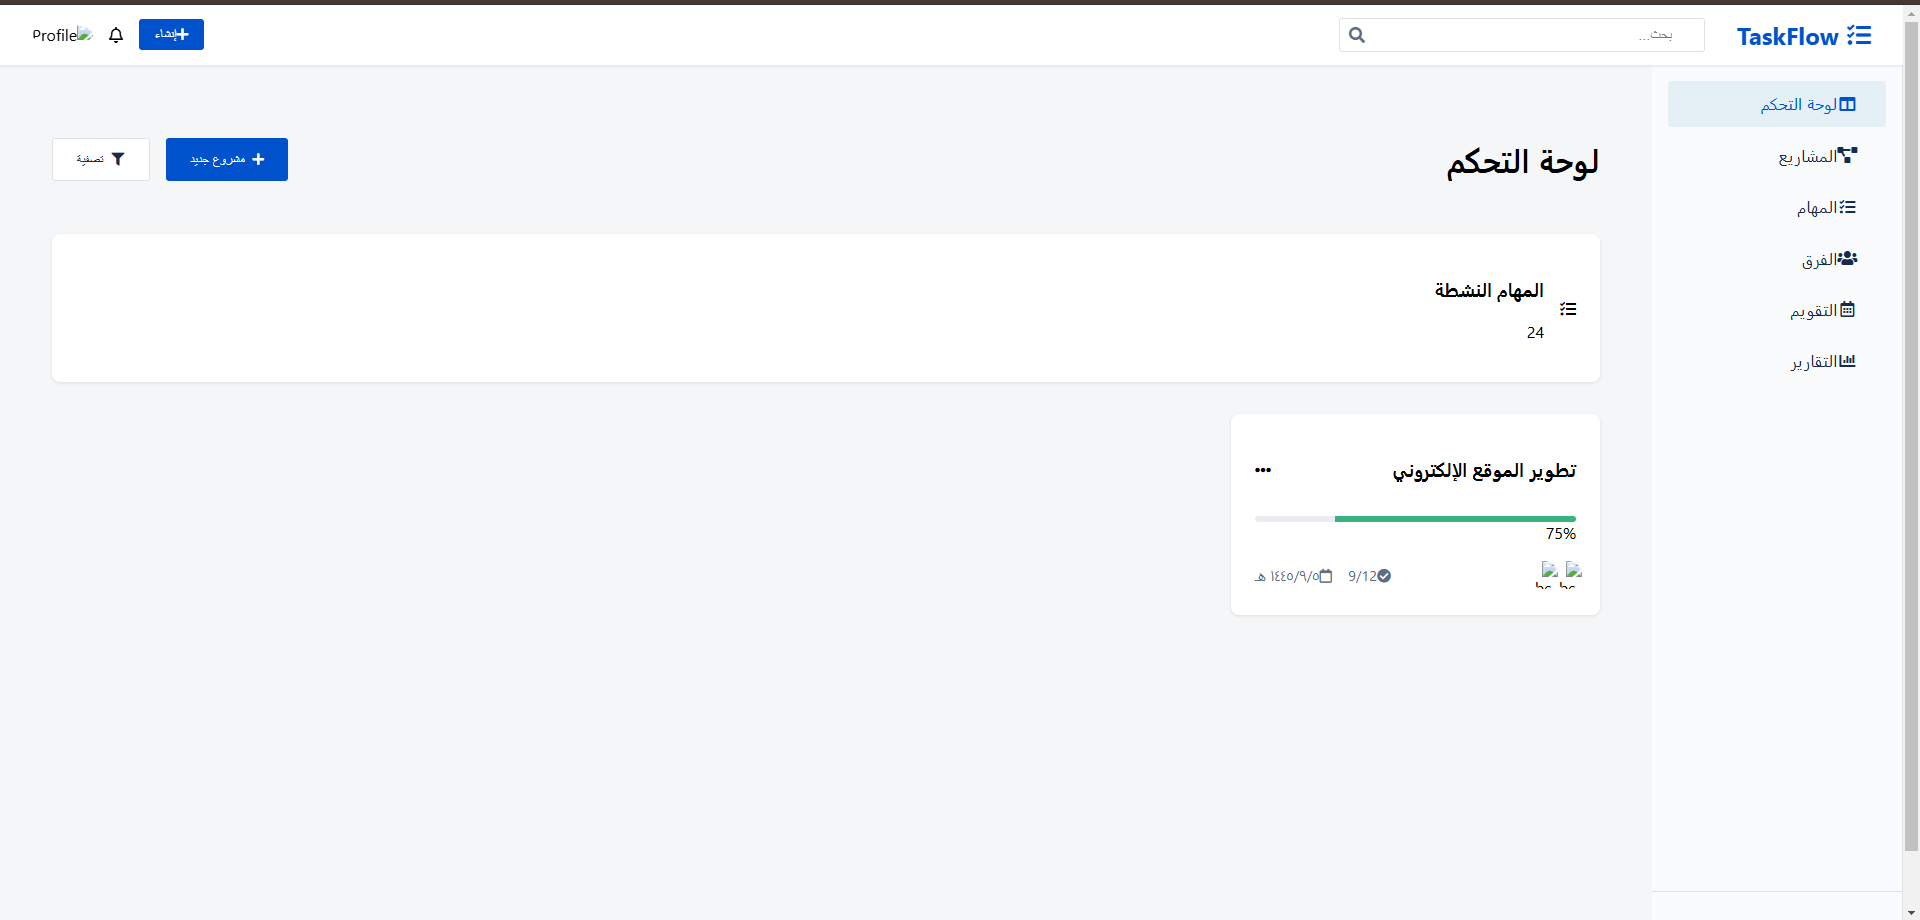 TaskFlow
بحث...
إنشاء
Profile
لوحة التحكم
المشاريع
المهام
الفرق
التقويم
التقارير
لوحة التحكم
مشروع جديد
تصفية
المهام النشطة
24
تطوير الموقع الإلكتروني
75%
9/12
١٤٤٥/٩/٥ هـ